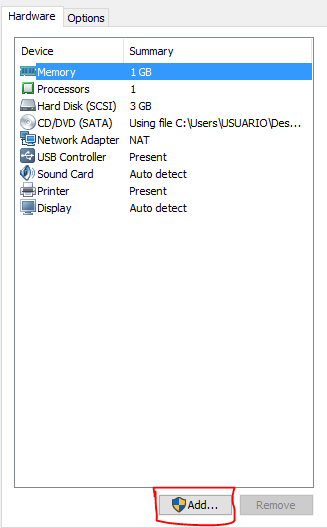 Hardware Options
Device Summary
Memory 1 GB
Processors 1
Hard Disk (SCSI) 3 GB
CD/DVD (SATA) Using file C:\Users\USUARIO\Des...
Network Adapter NAT
USB Controller Present
Sound Card Auto detect
Printer Present
Display Auto detect
Add... Remove